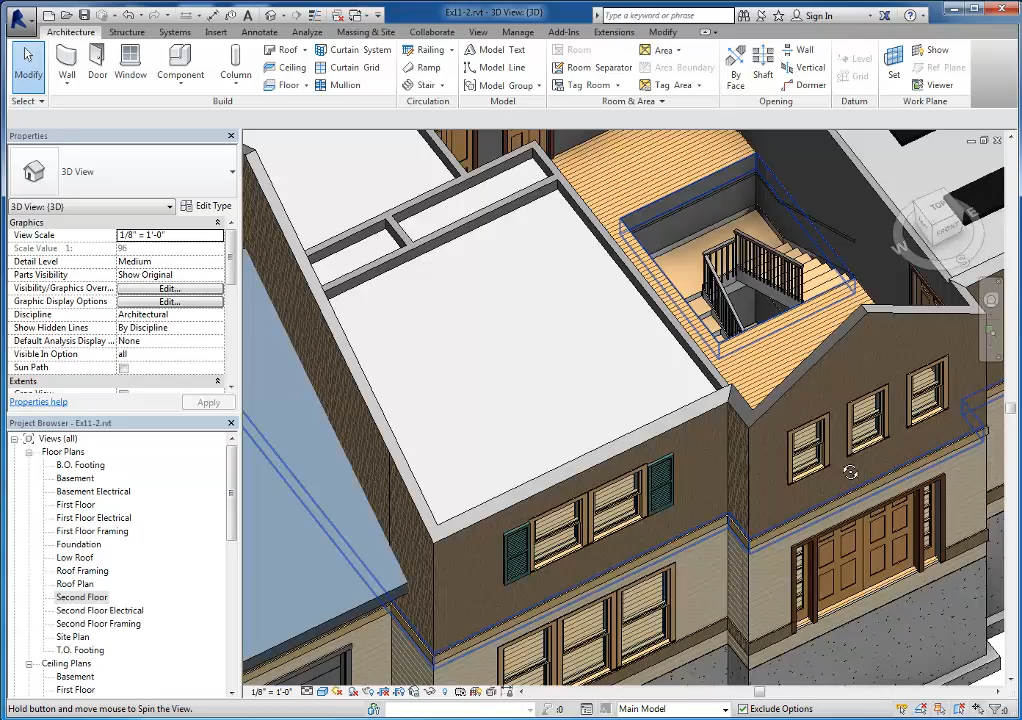 Ex11-2.rvt - 3D View: {3D}
Type a keyword or phrase
Sign In
Architecture Structure Systems Insert Annotate Analyze Massing & Site Collaborate View Manage Add-Ins Extensions Modify
Modify Wall Door Window Component Column
Roof Curtain System Railing Model Text Room Area Wall Level Show
Ceiling Curtain Grid Ramp Model Line Room Separator Area Boundary By Face Shaft Vertical Grid Set Ref Plane
Floor Mullion Stair Model Group Tag Room Tag Area Dormer Viewer
Select Build Circulation Model Room & Area Opening Datum Work Plane
Properties
3D View
3D View: {3D} Edit Type
Graphics
View Scale 1/8" = 1'-0"
Scale Value 1: 96
Detail Level Medium
Parts Visibility Show Original
Visibility/Graphics Overr... Edit...
Graphic Display Options Edit...
Discipline Architectural
Show Hidden Lines By Discipline
Default Analysis Display ... None
Visible In Option all
Sun Path
Extents
Properties help Apply
Project Browser - Ex11-2.rvt
Views (all)
Floor Plans
B.O. Footing
Basement
Basement Electrical
First Floor
First Floor Electrical
First Floor Framing
Foundation
Low Roof
Roof Framing
Roof Plan
Second Floor
Second Floor Electrical
Second Floor Framing
Site Plan
T.O. Footing
Ceiling Plans
Basement
First Floor
TOP
FRONT
W
S
1/8" = 1'-0"
Hold button and move mouse to Spin the View.
:0 Main Model Exclude Options :0